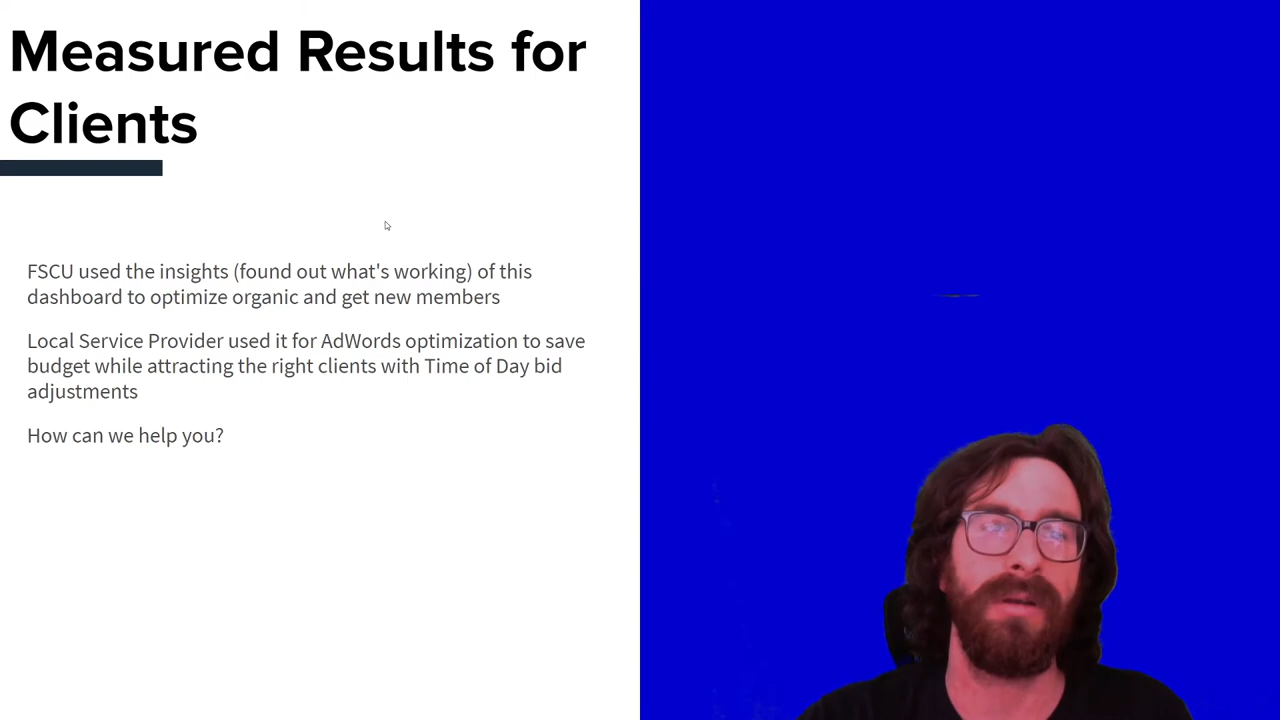 Measured Results for
Clients
FSCU used the insights (found out what's working) of this
dashboard to optimize organic and get new members
Local Service Provider used it for AdWords optimization to save
budget while attracting the right clients with Time of Day bid
adjustments
How can we help you?